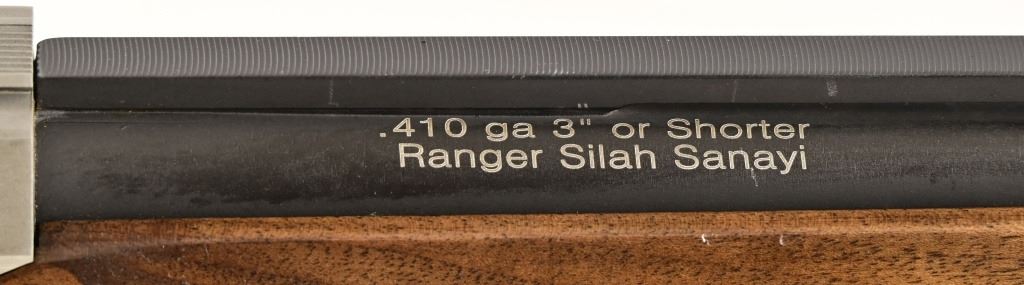 .410 ga 3" or Shorter
Ranger Silah Sanayi